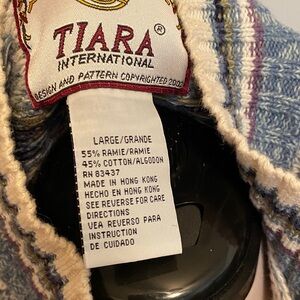 TIARA®
INTERNATIONAL
DESIGN AND PATTERN COPYRIGHTED
LARGE/GRANDE
55% RAMIE/RAMIE
45% COTTON/ALGODON
RN 83437
MADE IN HONG KONG
HECHO EN HONG KONG
SEE REVERSE FOR CARE
DIRECTIONS
VEA REVERSO PARA
INSTRUCTION
DE CUIDADO